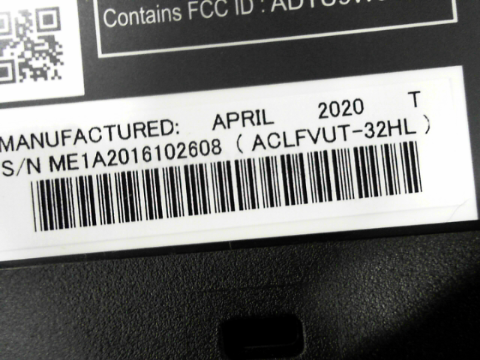 Contains FCC ID :
MANUFACTURED: APRIL 2020 T
S/N ME1A2016102608 ( ACLFVUT-32HL )